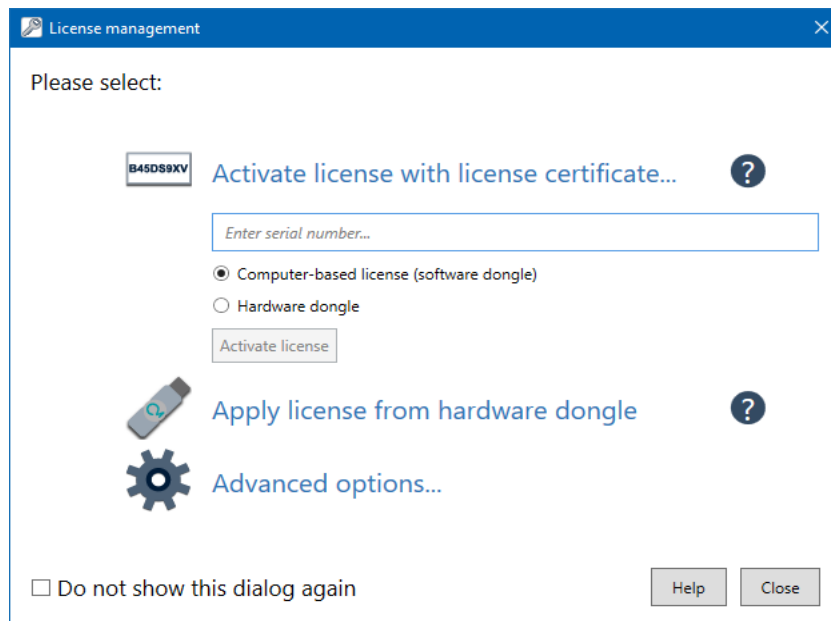 License management
Please select:
B45DS9XV
Activate license with license certificate...
Enter serial number...
Computer-based license (software dongle)
Hardware dongle
Activate license
Apply license from hardware dongle
Advanced options...
Do not show this dialog again
Help
Close